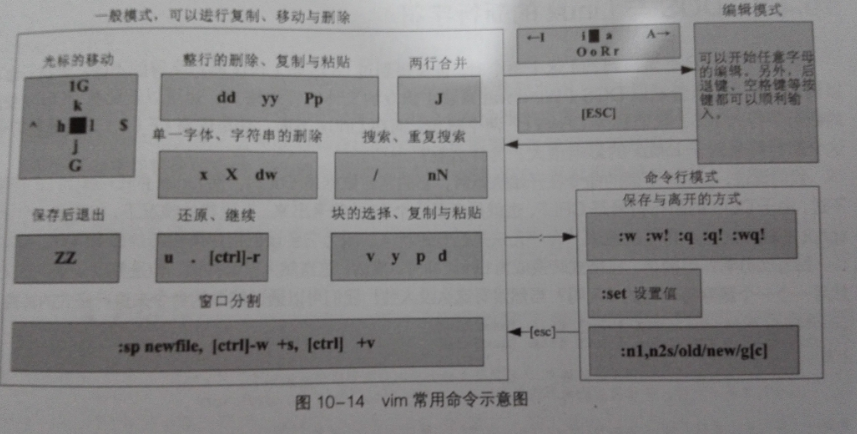 一般模式，可以进行复制、移动与删除
编辑模式
光标的移动
整行的删除、复制与粘贴
两行合并
1G
k
^ h l $
j
G
dd yy Pp
J
←I i a A→
O o R r
可以开始任意字母
的编辑。另外，后
退键、空格键等按
键都可以顺利输
入。
[ESC]
单一字体、字符串的删除
搜索、重复搜索
x X dw
/ nN
命令行模式
保存后退出
还原、继续
块的选择、复制与粘贴
保存与离开的方式
ZZ
u . [ctrl]-r
v y p d
:w :w! :q :q! :wq!
:set 设置值
窗口分割
:sp newfile, [ctrl]-w +s, [ctrl] +v
[esc]
:n1,n2s/old/new/g[c]
图 10-14 vim 常用命令示意图